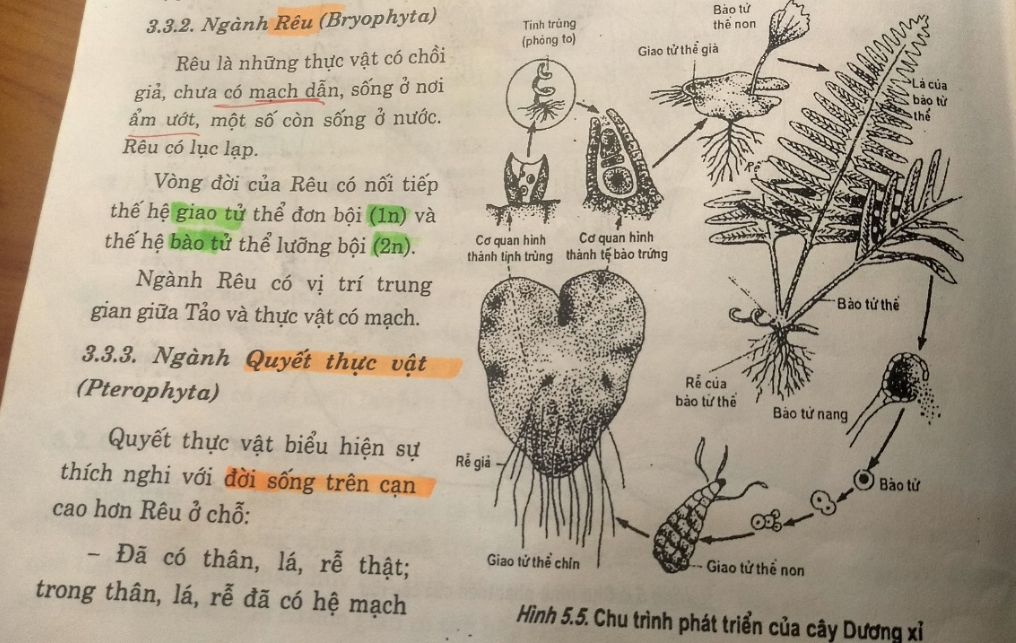 3.3.2. Ngành Rêu (Bryophyta)
Rêu là những thực vật có chồi
giả, chưa có mạch dẫn, sống ở nơi
ẩm ướt, một số còn sống ở nước.
Rêu có lục lạp.
Vòng đời của Rêu có nối tiếp
thế hệ giao tử thể đơn bội (1n) và
thế hệ bào tử thể lưỡng bội (2n).
Ngành Rêu có vị trí trung
gian giữa Tảo và thực vật có mạch.
3.3.3. Ngành Quyết thực vật
(Pterophyta)
Quyết thực vật biểu hiện sự
thích nghi với đời sống trên cạn
cao hơn Rêu ở chỗ:
– Đã có thân, lá, rễ thật;
trong thân, lá, rễ đã có hệ mạch
Tinh trùng
(phóng to)
Bào tử
thể non
Giao tử thể già
Lá của
bào tử
thể
Rễ
Cơ quan hình
thành tinh trùng
Cơ quan hình
thành tế bào trứng
Bào tử thể
Rễ của
bào tử thể
Bào tử nang
Rễ giả
Bào tử
Giao tử thể chín
Giao tử thể non
Hình 5.5. Chu trình phát triển của cây Dương xỉ